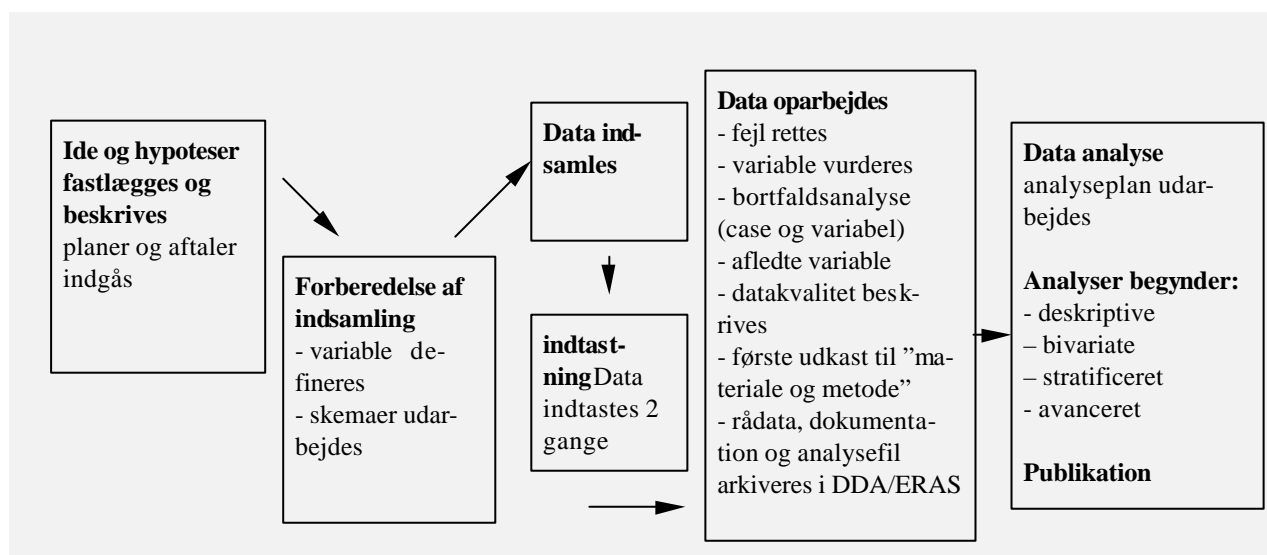 Ide og hypoteser
fastlægges og
beskrives
planer og aftaler
indgås
Forberedelse af
indsamling
- variable de-
fineres
- skemaer udar-
bejdes
Data ind-
samles
indtast-
ningData
indtastes 2
gange
Data oparbejdes
- fejl rettes
- variable vurderes
- bortfaldsanalyse
(case og variabel)
- afledte variable
- datakvalitet besk-
rives
- første udkast til ”ma-
teriale og metode”
- rådata, dokumenta-
tion og analysefil
arkiveres i DDA/ERAS
Data analyse
analyseplan udar-
bejdes
Analyser begynder:
- deskriptive
– bivariate
– stratificeret
- avanceret
Publikation